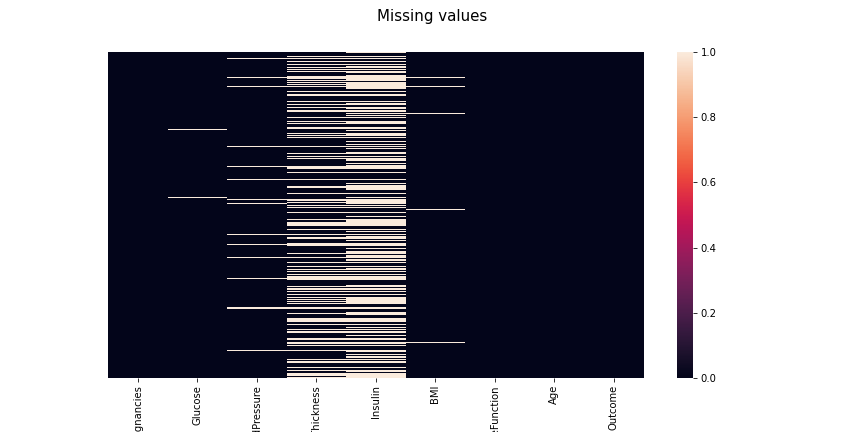 Missing values
1.0
0.8
0.6
0.4
0.2
0.0
gnancies
Glucose
lPressure
Thickness
Insulin
BMI
eFunction
Age
Outcome